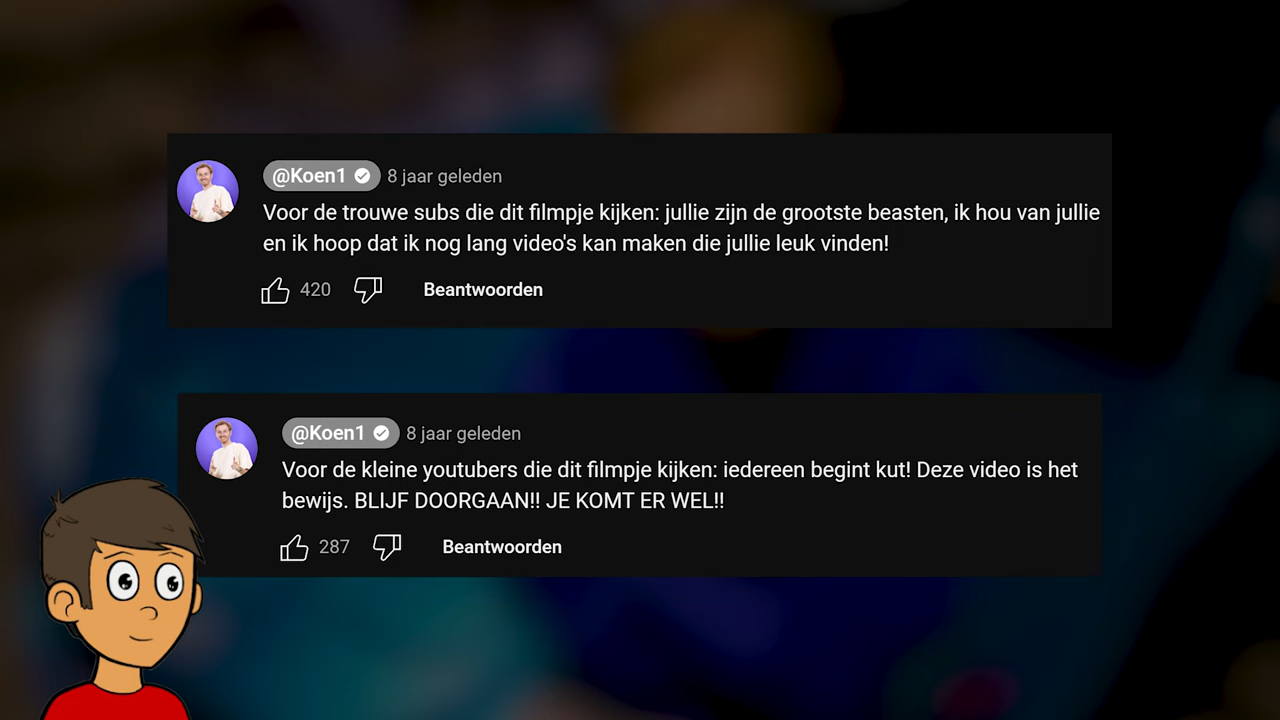 @Koen1 8 jaar geleden
Voor de trouwe subs die dit filmpje kijken: jullie zijn de grootste beasten, ik hou van jullie
en ik hoop dat ik nog lang video's kan maken die jullie leuk vinden!
420 Beantwoorden
@Koen1 8 jaar geleden
Voor de kleine youtubers die dit filmpje kijken: iedereen begint kut! Deze video is het
bewijs. BLIJF DOORGAAN!! JE KOMT ER WEL!!
287 Beantwoorden